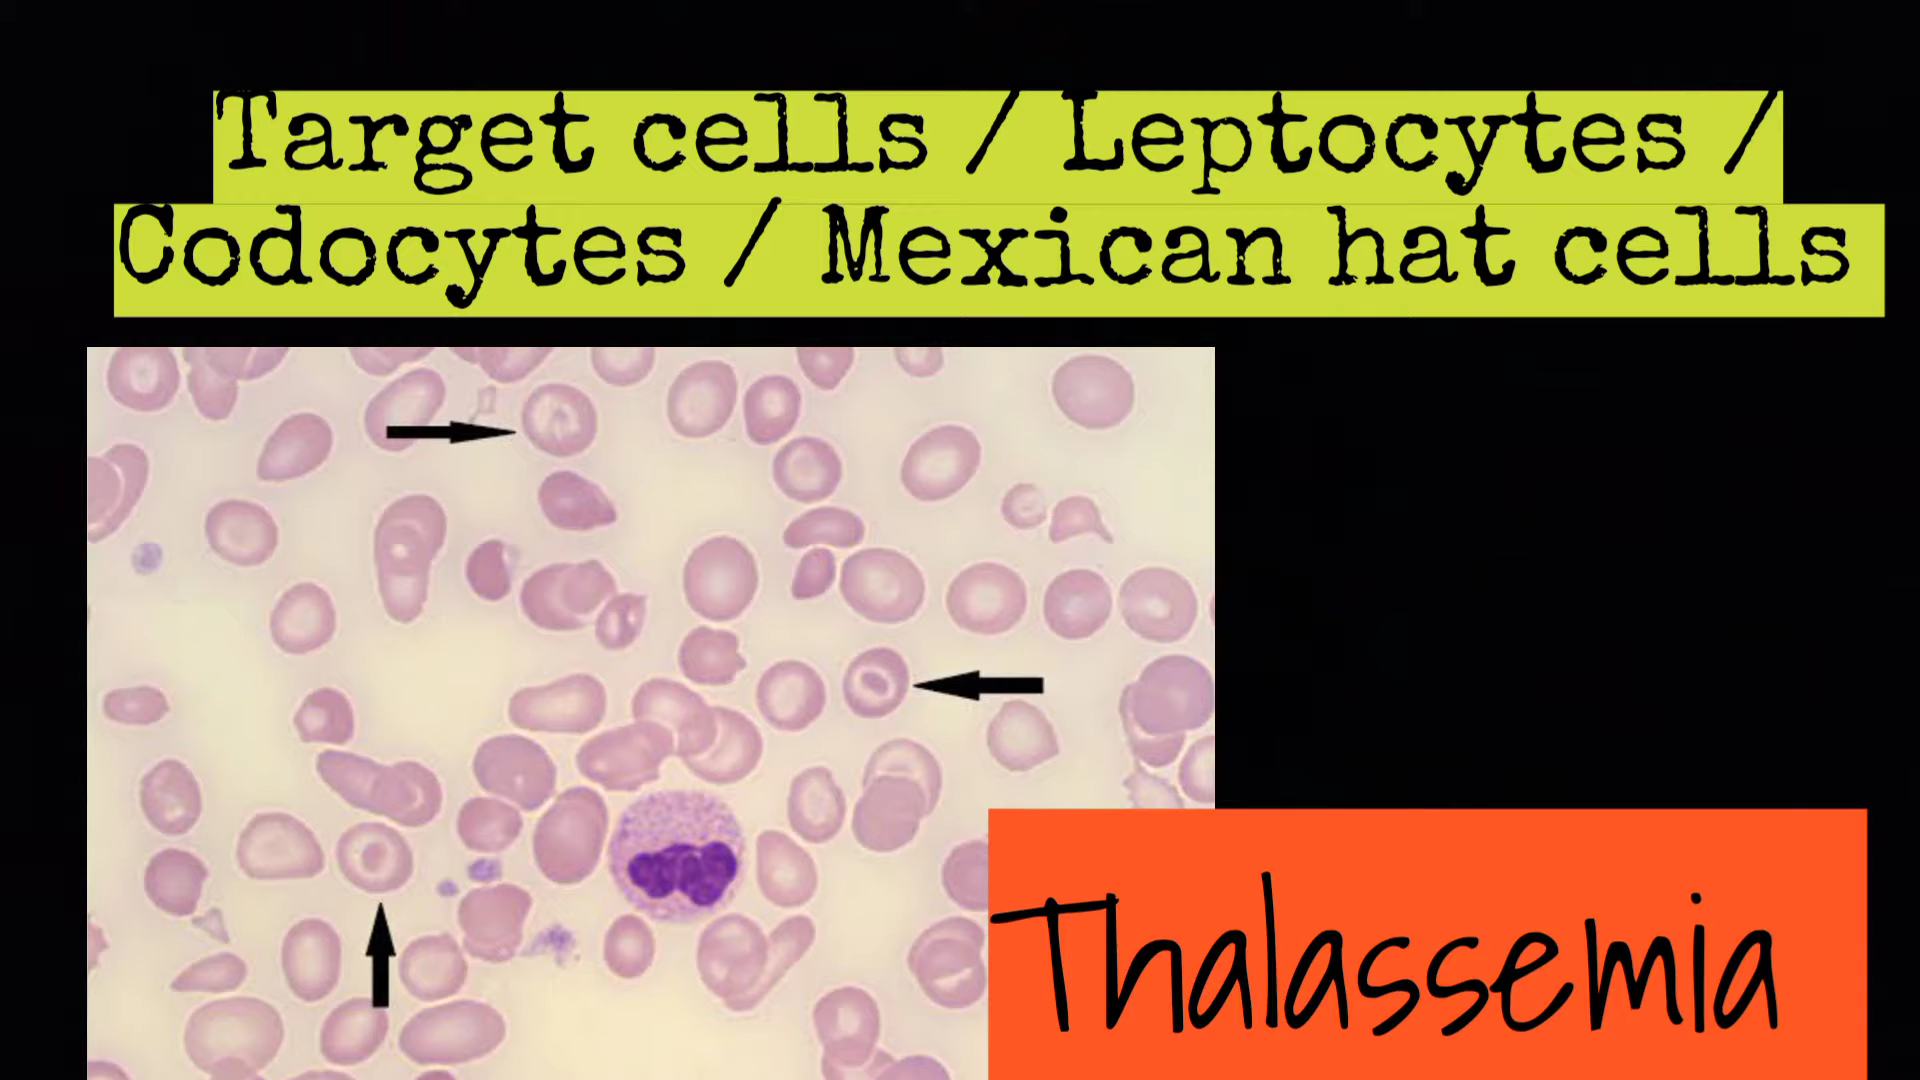 Target cells / Leptocytes /
Codocytes / Mexican hat cells
Thalassemia